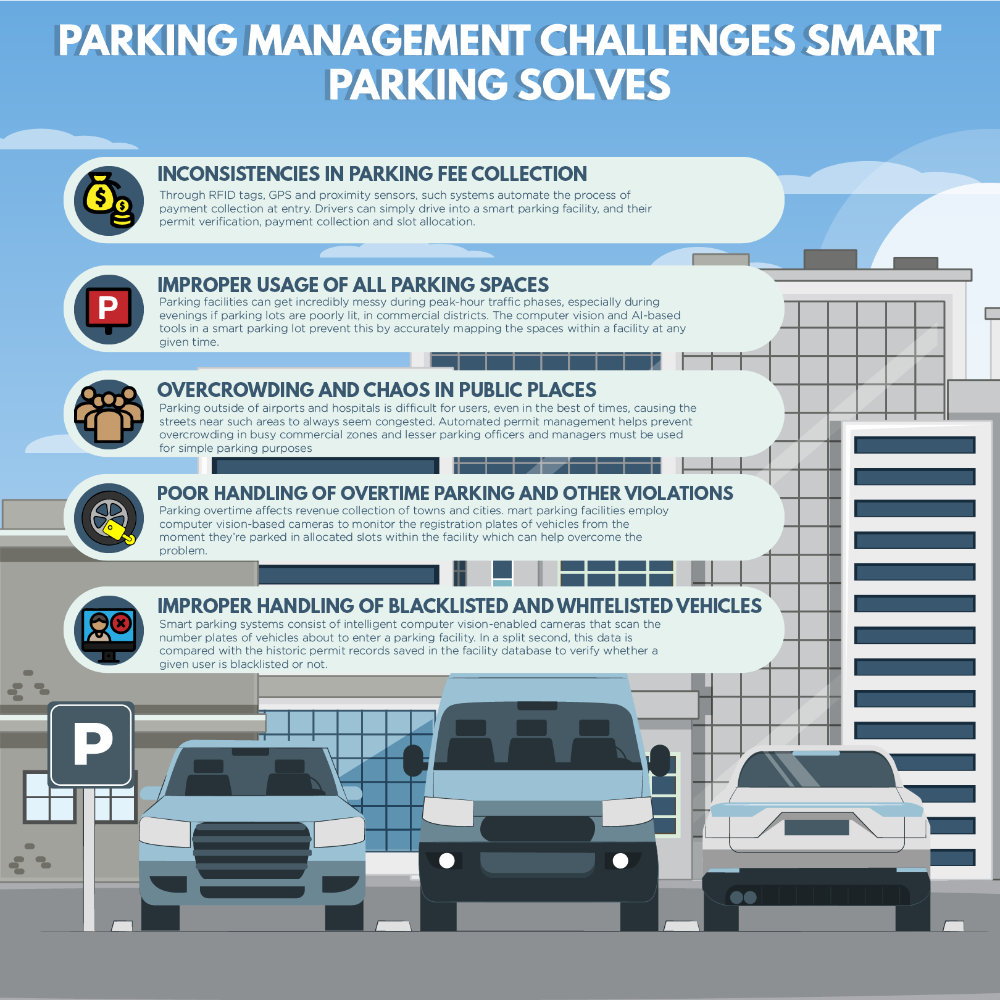 PARKING MANAGEMENT CHALLENGES SMART
PARKING SOLVES
$
$
INCONSISTENCIES IN PARKING FEE COLLECTION
Through RFID tags, GPS and proximity sensors, such systems automate the process of
payment collection at entry. Drivers can simply drive into a smart parking facility, and their
permit verification, payment collection and slot allocation.
P
IMPROPER USAGE OF ALL PARKING SPACES
Parking facilities can get incredibly messy during peak-hour traffic phases, especially during
evenings if parking lots are poorly lit, in commercial districts. The computer vision and AI-based
tools in a smart parking lot prevent this by accurately mapping the spaces within a facility at any
given time.
OVERCROWDING AND CHAOS IN PUBLIC PLACES
Parking outside of airports and hospitals is difficult for users, even in the best of times, causing the
streets near such areas to always seem congested. Automated permit management helps prevent
overcrowding in busy commercial zones and lesser parking officers and managers must be used
for simple parking purposes
POOR HANDLING OF OVERTIME PARKING AND OTHER VIOLATIONS
Parking overtime affects revenue collection of towns and cities. mart parking facilities employ
computer vision-based cameras to monitor the registration plates of vehicles from the
moment they're parked in allocated slots within the facility which can help overcome the
problem.
IMPROPER HANDLING OF BLACKLISTED AND WHITELISTED VEHICLES
Smart parking systems consist of intelligent computer vision-enabled cameras that scan the
number plates of vehicles about to enter a parking facility. In a split second, this data is
compared with the historic permit records saved in the facility database to verify whether a
given user is blacklisted or not.
P